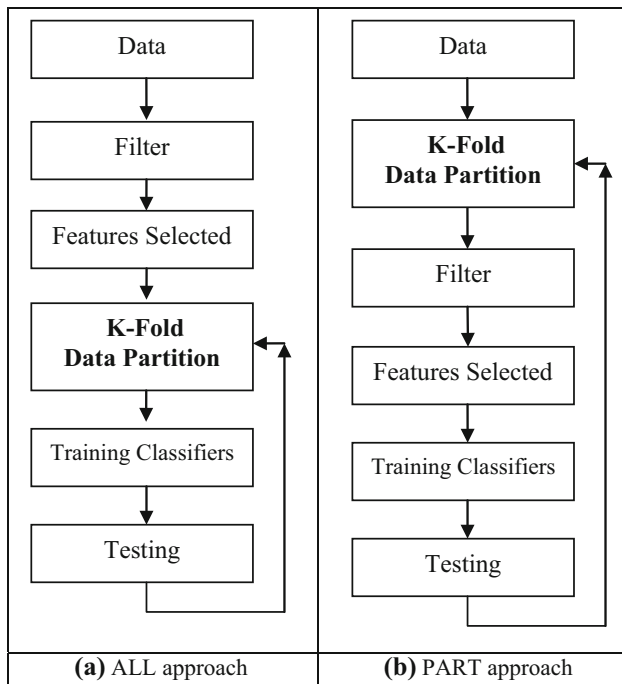 Data
Filter
Features Selected
K-Fold
Data Partition
Training Classifiers
Testing
(a) ALL approach
Data
K-Fold
Data Partition
Filter
Features Selected
Training Classifiers
Testing
(b) PART approach